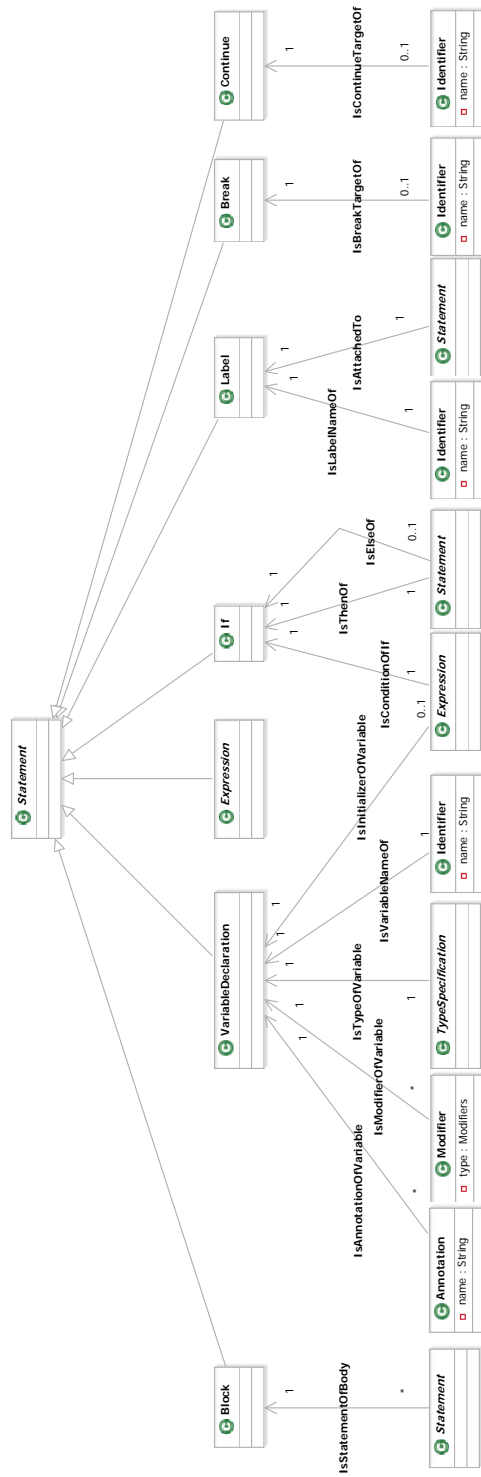 C Statement
C Block
C VariableDeclaration
C Expression
C If
C Label
C Break
C Continue
1
1
1
1
1
1
1
1
1
1
1
1
1
IsStatementOfBody
IsAnnotationOfVariable
IsModifierOfVariable
IsTypeOfVariable
IsVariableNameOf
IsInitializerOfVariable
IsConditionOfIf
IsThenOf
IsElseOf
IsLabelNameOf
IsAttachedTo
IsBreakTargetOf
IsContinueTargetOf
*
*
*
1
1
0..1
1
1
0..1
1
1
0..1
0..1
C Statement
C Annotation
name : String
C Modifier
type : Modifiers
C TypeSpecification
C Identifier
name : String
C Expression
C Statement
C Identifier
name : String
C Statement
C Identifier
name : String
C Identifier
name : String